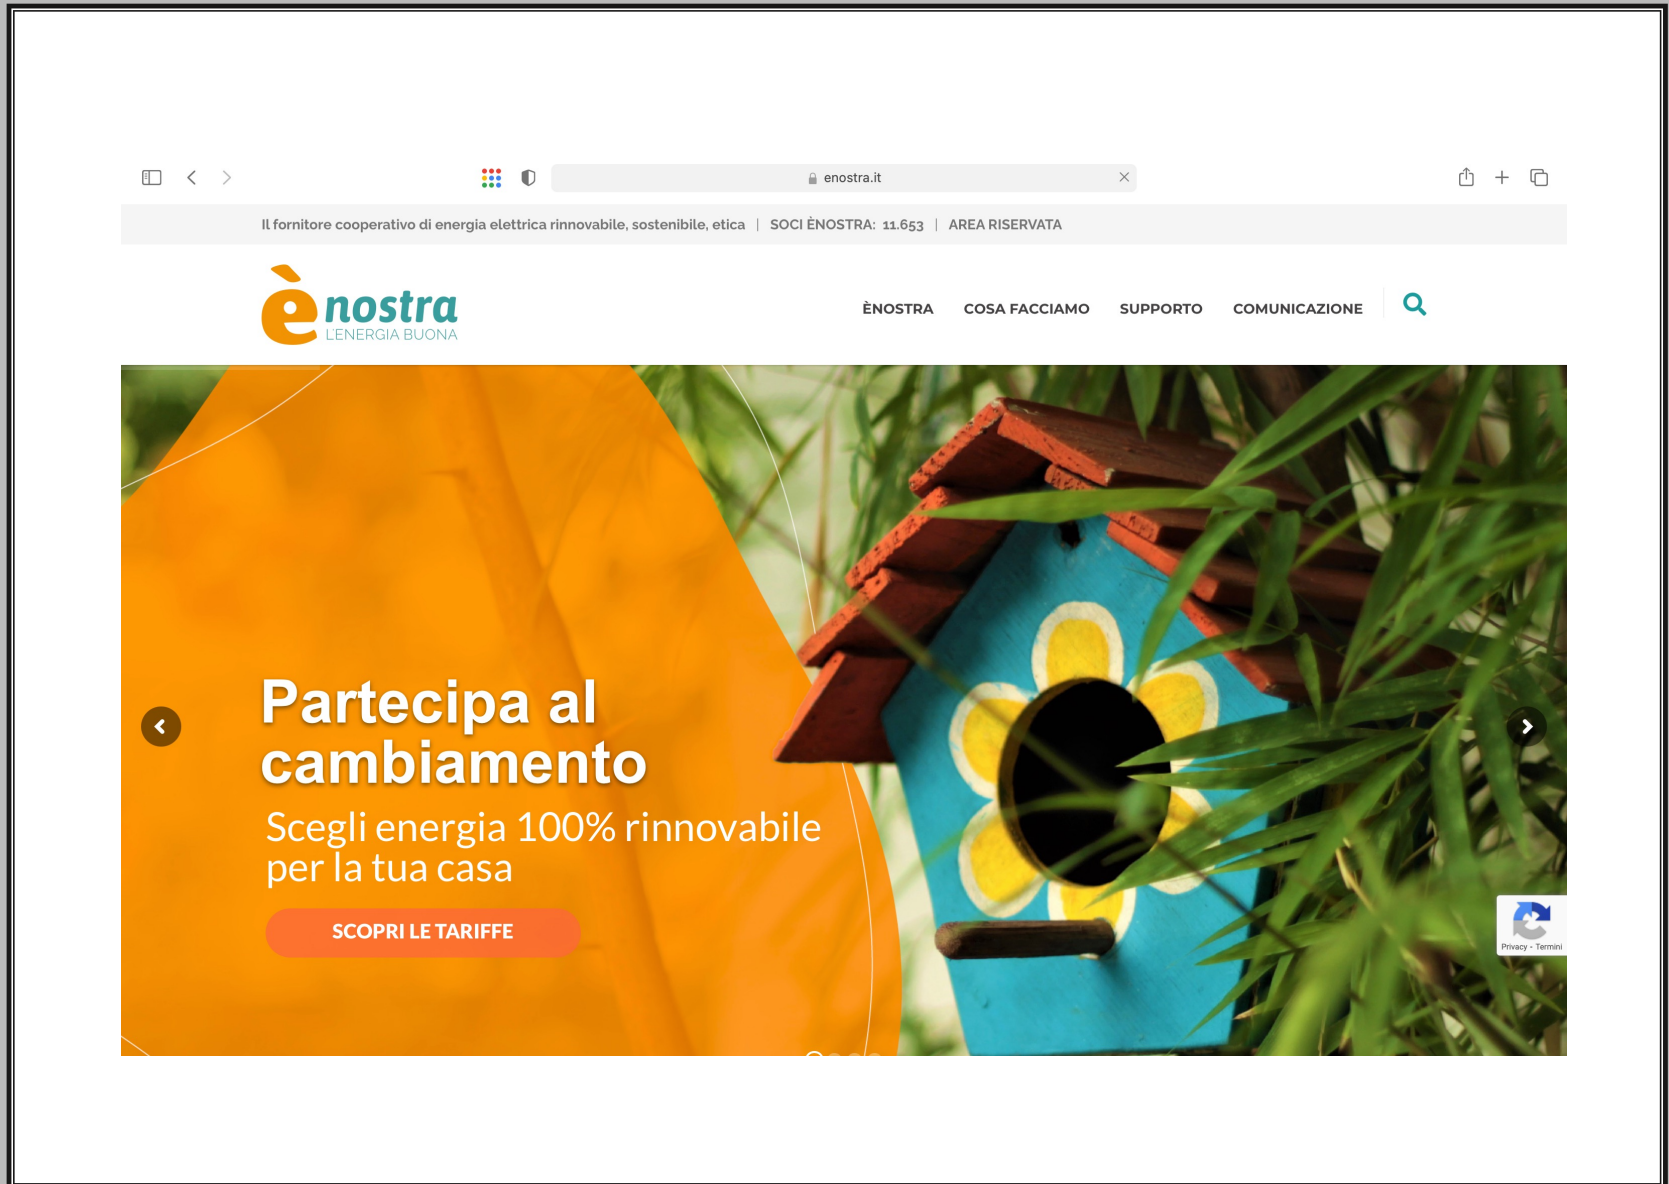 enostra.it
Il fornitore cooperativo di energia elettrica rinnovabile, sostenibile, etica | SOCI ÈNOSTRA: 11.653 | AREA RISERVATA
è nostra
L'ENERGIA BUONA
ÈNOSTRA COSA FACCIAMO SUPPORTO COMUNICAZIONE
Partecipa al
cambiamento
Scegli energia 100% rinnovabile
per la tua casa
SCOPRI LE TARIFFE
Privacy - Termini